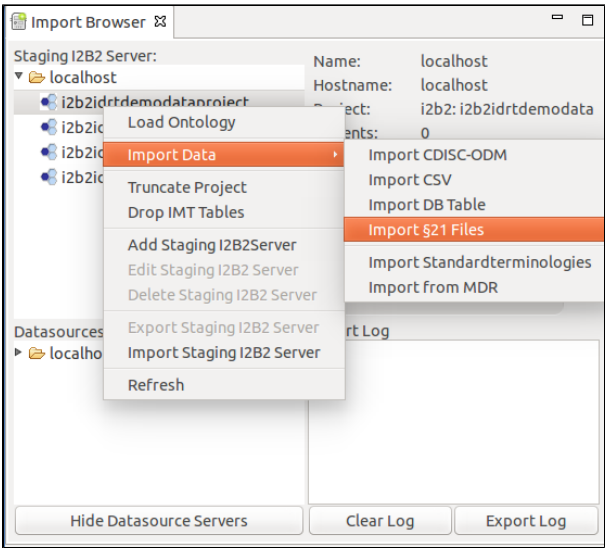 Import Browser
Staging I2B2 Server:
localhost
i2b2idrtdemodataproject
Name: localhost
Hostname: localhost
i2b2: i2b2idrtdemodata
0
Load Ontology
Import Data
Truncate Project
Drop IMT Tables
Add Staging I2B2Server
Edit Staging I2B2 Server
Delete Staging I2B2 Server
Export Staging I2B2 Server
Import Staging I2B2 Server
Refresh
Import CDISC-ODM
Import CSV
Import DB Table
Import §21 Files
Import Standardterminologies
Import from MDR
Datasources
Log
Hide Datasource Servers
Clear Log
Export Log